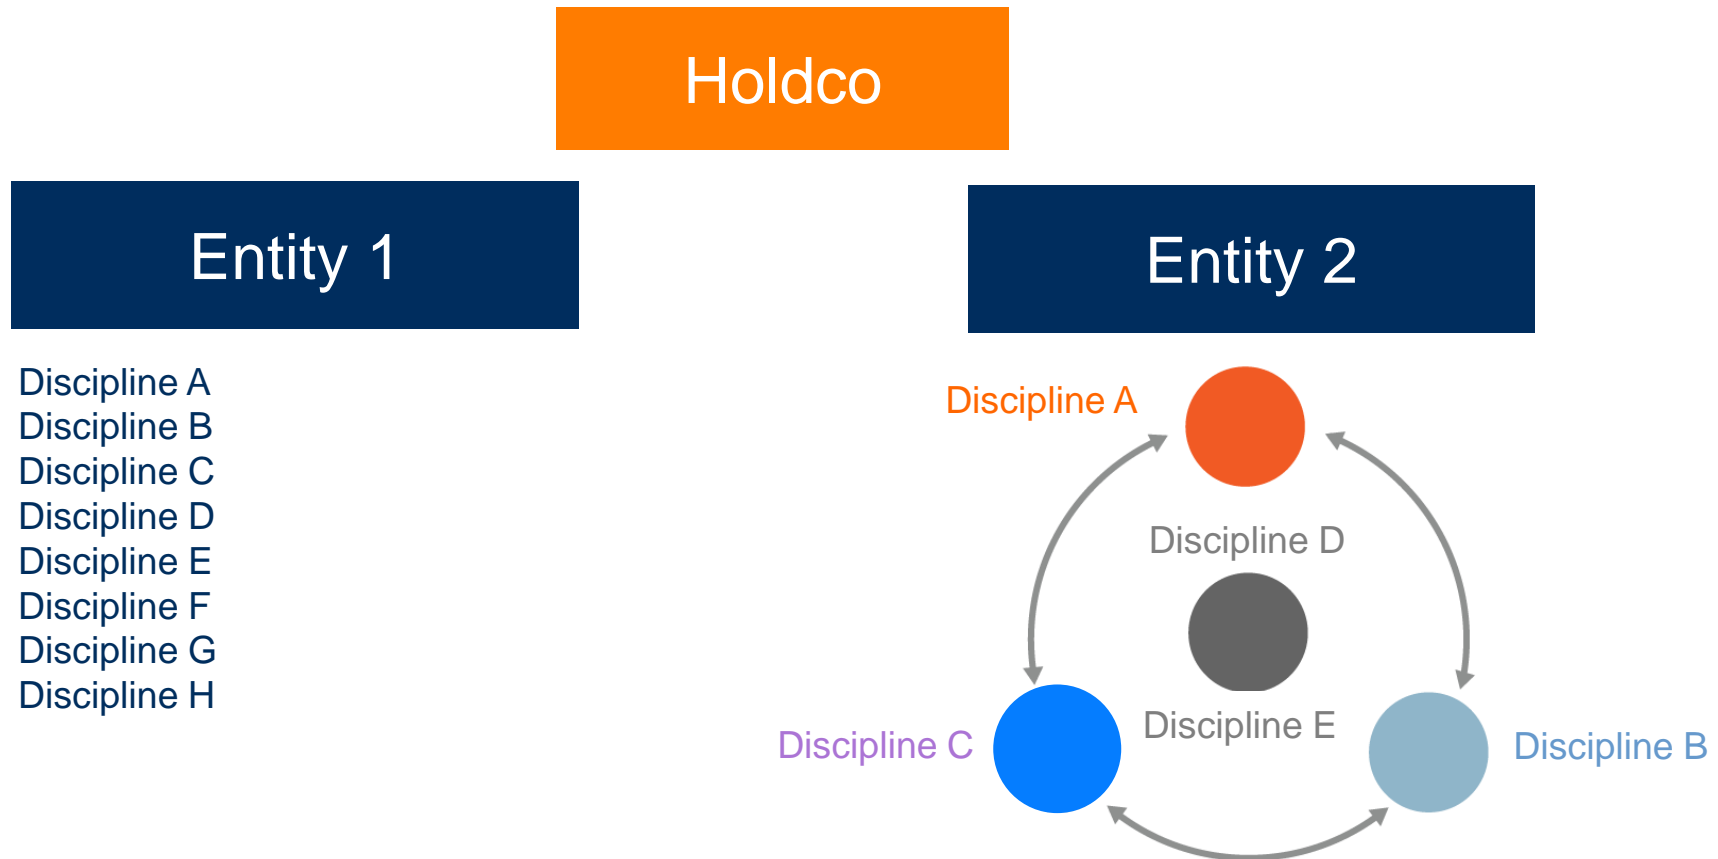 Holdco
Entity 1
Entity 2
Discipline A
Discipline B
Discipline C
Discipline D
Discipline E
Discipline F
Discipline G
Discipline H
Discipline A
Discipline D
Discipline E
Discipline C
Discipline B